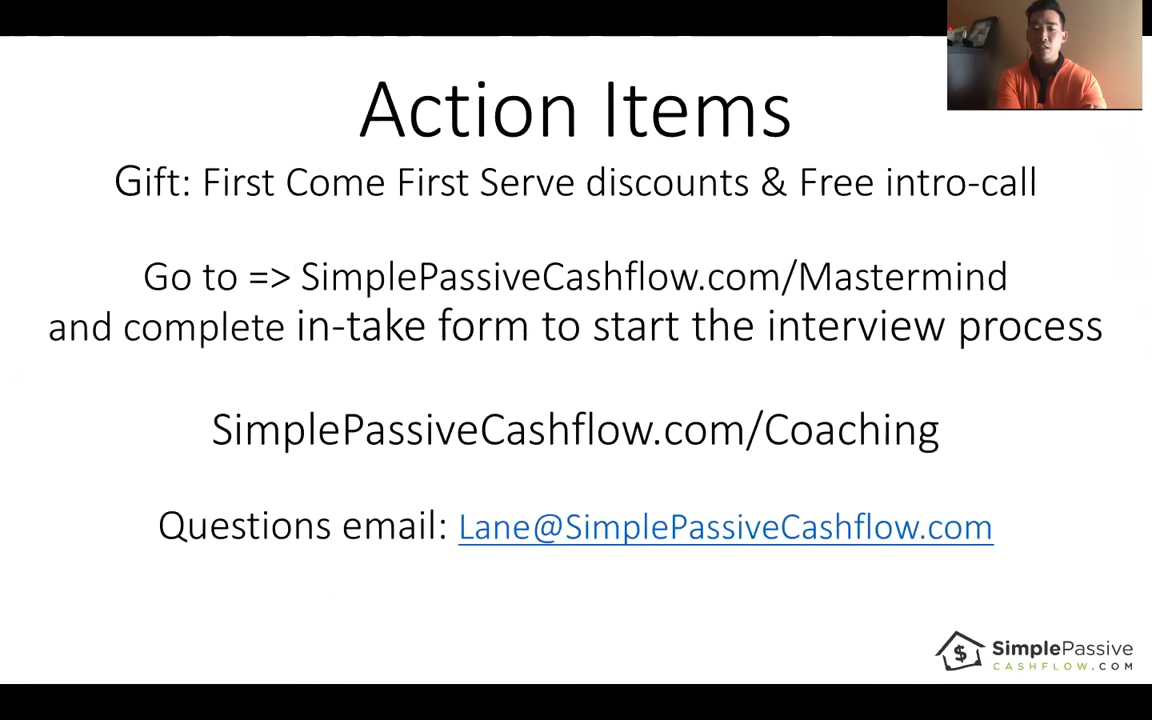 Action Items
Gift: First Come First Serve discounts & Free intro-call
Go to => SimplePassiveCashflow.com/Mastermind
and complete in-take form to start the interview process
SimplePassiveCashflow.com/Coaching
Questions email: Lane@SimplePassiveCashflow.com
$
SimplePassive
CASHFLOW.COM